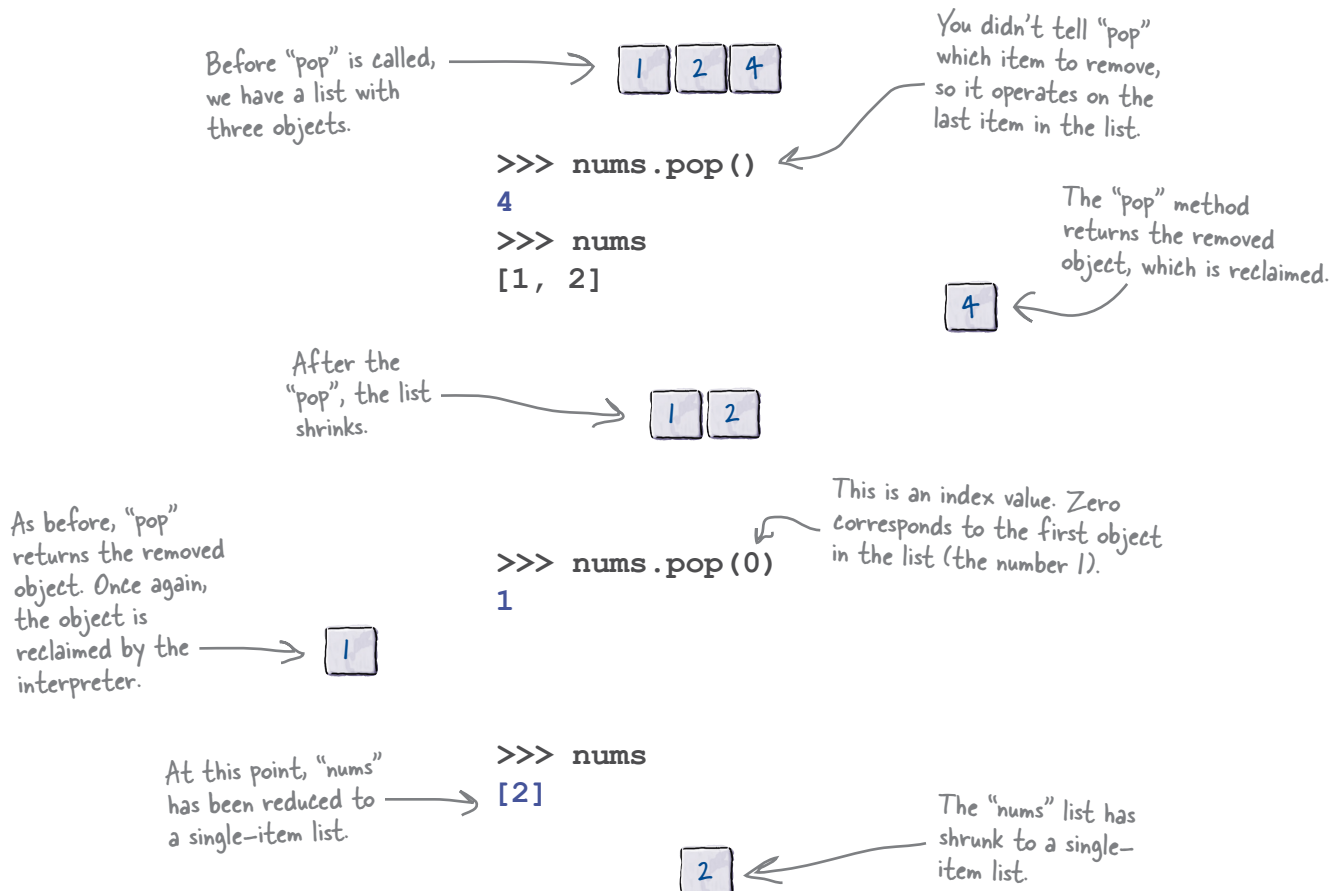 Before “pop” is called,
we have a list with
three objects.
1 2 4
You didn’t tell “pop”
which item to remove,
so it operates on the
last item in the list.
>>> nums.pop()
4
>>> nums
[1, 2]
The “pop” method
returns the removed
object, which is reclaimed.
4
After the
“pop”, the list
shrinks.
1 2
This is an index value. Zero
corresponds to the first object
in the list (the number 1).
>>> nums.pop(0)
1
As before, “pop”
returns the removed
object. Once again,
the object is
reclaimed by the
interpreter.
1
>>> nums
[2]
At this point, “nums”
has been reduced to
a single-item list.
The “nums” list has
shrunk to a single-
item list.
2